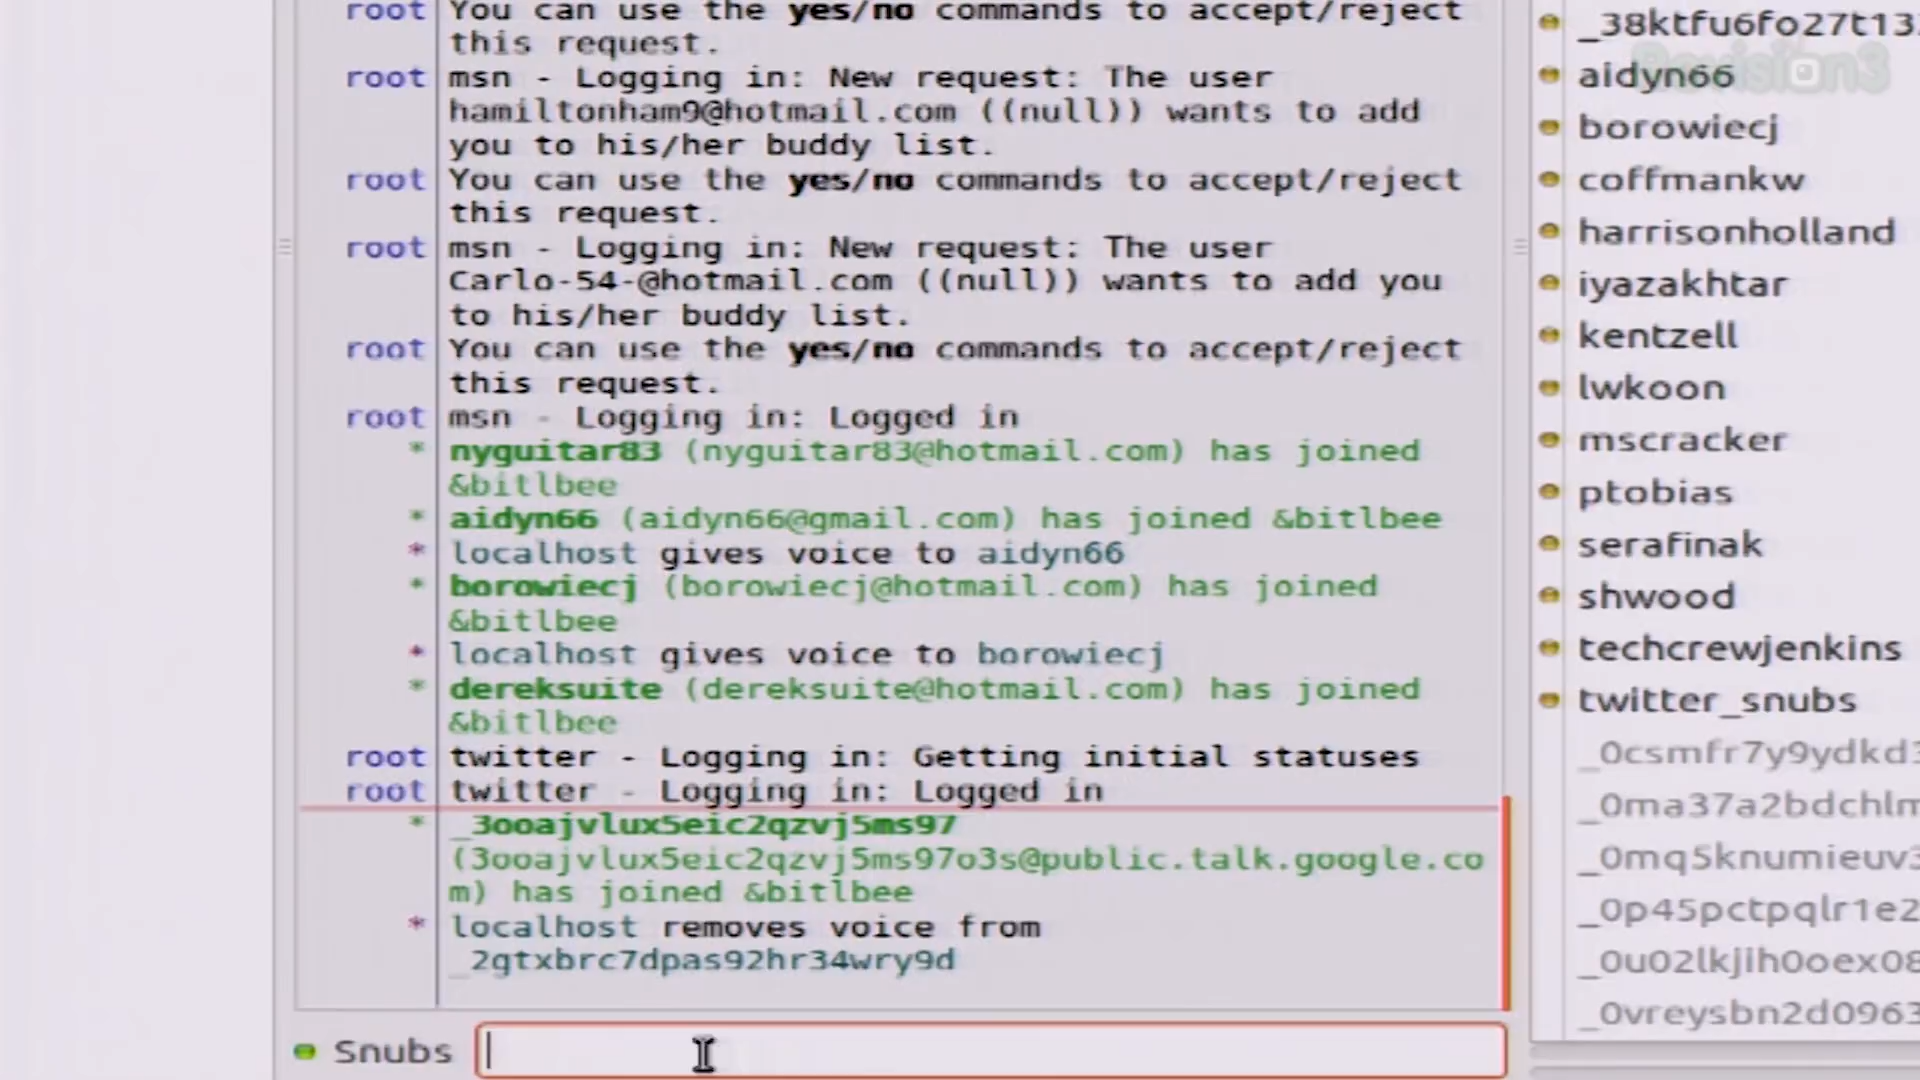 root You can use the yes/no commands to accept/reject
this request.
root msn - Logging in: New request: The user
hamiltonham9@hotmail.com ((null)) wants to add
you to his/her buddy list.
root You can use the yes/no commands to accept/reject
this request.
root msn - Logging in: New request: The user
Carlo-54-@hotmail.com ((null)) wants to add you
to his/her buddy list.
root You can use the yes/no commands to accept/reject
this request.
root msn - Logging in: Logged in
* nyguitar83 (nyguitar83@hotmail.com) has joined
&bitlbee
* aidyn66 (aidyn66@gmail.com) has joined &bitlbee
* localhost gives voice to aidyn66
* borowiecj (borowiecj@hotmail.com) has joined
&bitlbee
* localhost gives voice to borowiecj
* dereksuite (dereksuite@hotmail.com) has joined
&bitlbee
root twitter - Logging in: Getting initial statuses
root twitter - Logging in: Logged in
* _3ooajvlux5eic2qzvj5ms97
(3ooajvlux5eic2qzvj5ms97o3s@public.talk.google.co
m) has joined &bitlbee
* localhost removes voice from
_2gtxbrc7dpas92hr34wry9d
Snubs
_38ktfu6fo27t13
Revision3
aidyn66
borowiecj
coffmankw
harrisonholland
iyazakhtar
kentzell
lwkoon
mscracker
ptobias
serafinak
shwood
techcrewjenkins
twitter_snubs
_0csmfr7y9ydkd3
_0ma37a2bdchlm
_0mq5knumieuv3
_0p45pctpqlr1e2
_0u02lkjih0oex08
_0vreysbn2d0963